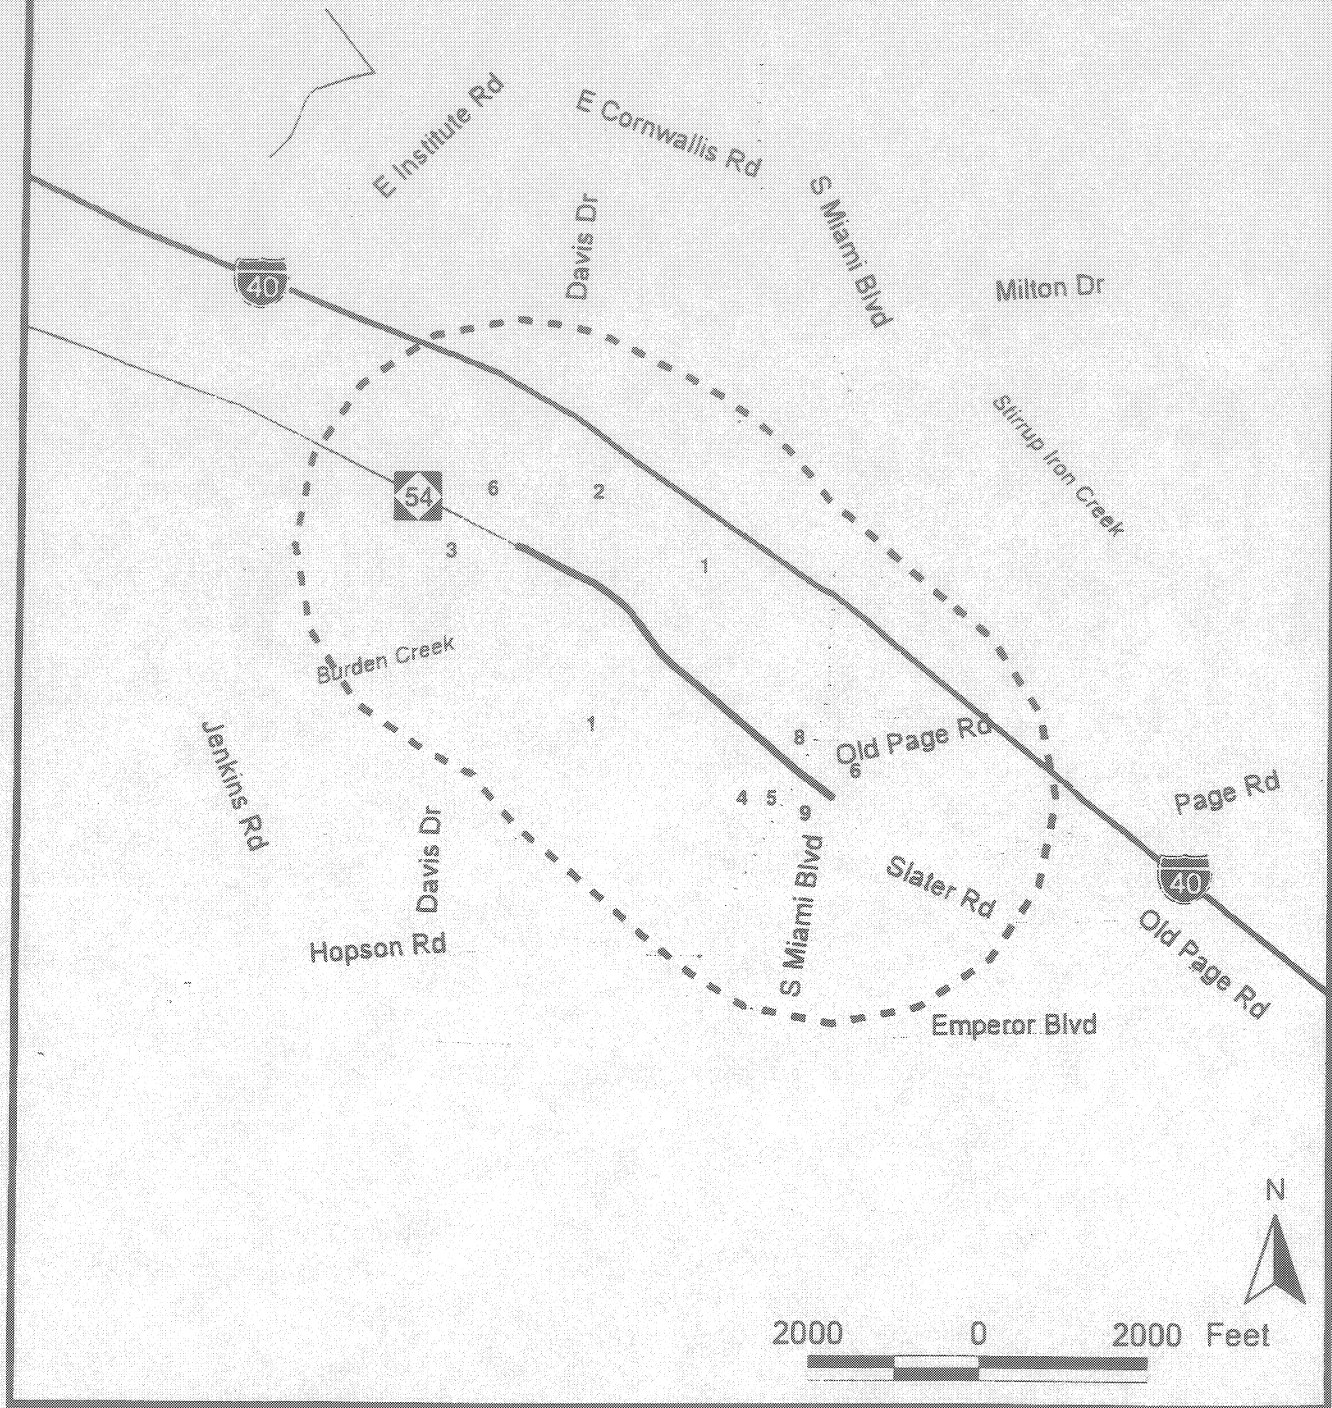 E Institute Rd
E Cornwallis Rd
Davis Dr
S Miami Blvd
40
Milton Dr
Stirrup Iron Creek
54
6
2
3
1
Burden Creek
1
8
Old Page Rd
6
Jenkins Rd
4 5
9
Page Rd
Davis Dr
S Miami Blvd
Slater Rd
40
Old Page Rd
Hopson Rd
Emperor Blvd
N
2000 0 2000 Feet